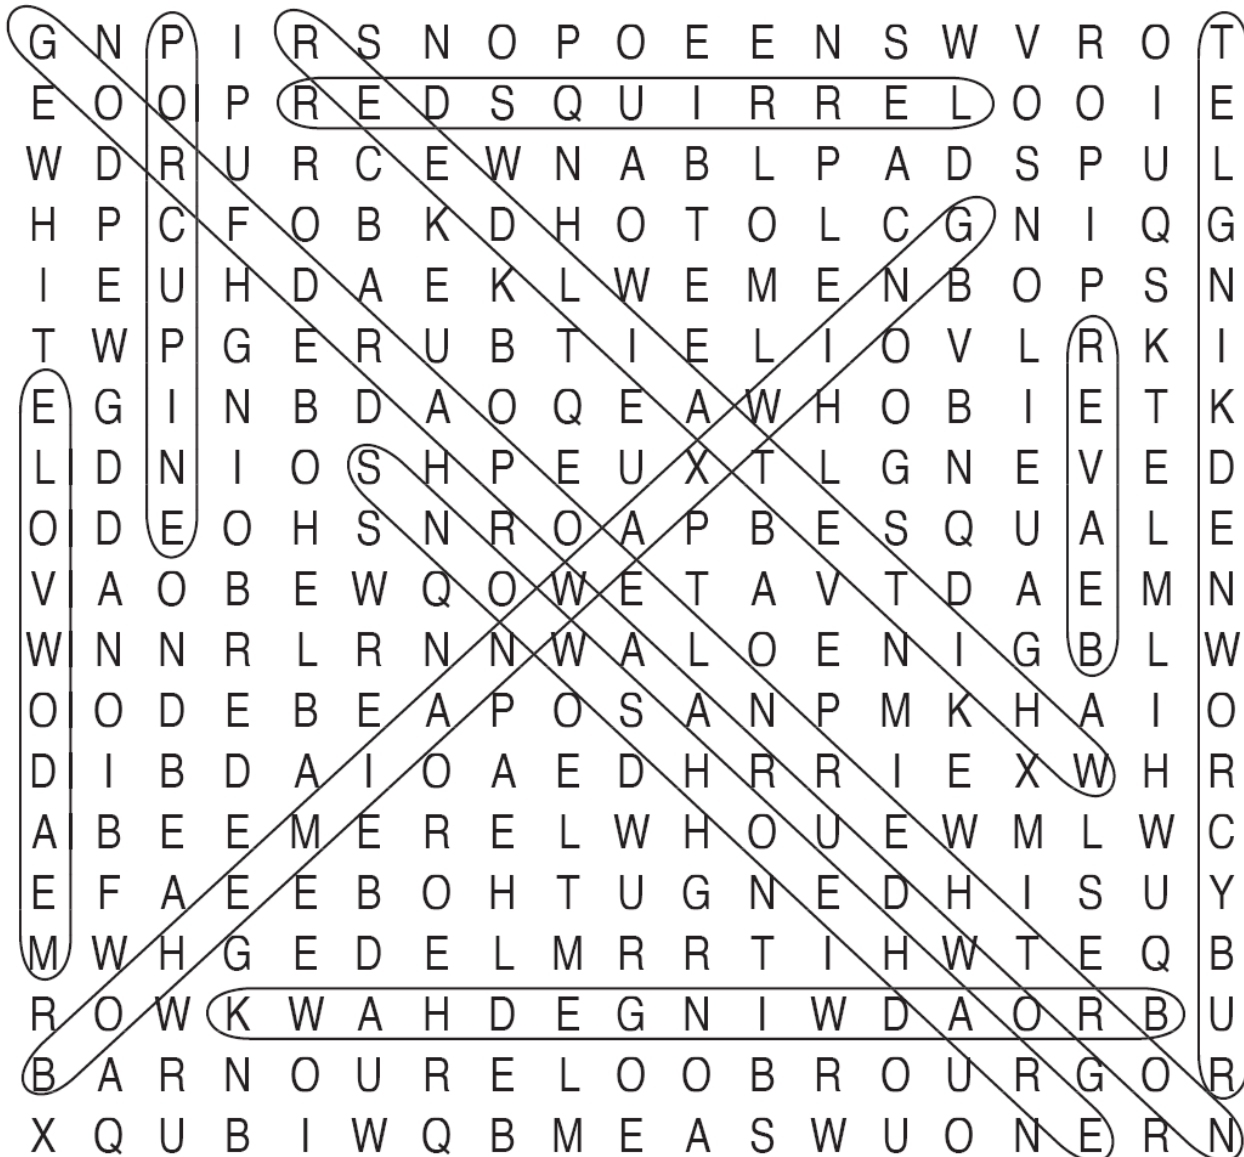 G N P I R S N O P O E E N S W V R O T
E O O P R E D S Q U I R R E L O O I E
W D R U R C E W N A B L P A D S P U L
H P C F O B K D H O T O L C G N I Q G
I E U H D A E K L W E M E N B O P S N
T W P G E R U B T I E L I O V L R K I
E G I N B D A O Q E A W H O B I E T K
L D N I O S H P E U X T L G N E V E D
O D E O H S N R O A P B E S Q U A L E
V A O B E W Q O W E T A V T D A E M N
W N N R L R N N W A L O E N I G B L W
O O D E B E A P O S A N P M K H A I O
D I B D A I O A E D H R R I E X W H R
A B E E M E R E L W H O U E W M L W C
E F A E E B O H T U G N E D H I S U Y
M W H G E D E L M R R T I H W T E Q B
R O W K W A H D E G N I W D A O R B U
B A R N O U R E L O O B R O U R G O R
X Q U B I W Q B M E A S W U O N E R N